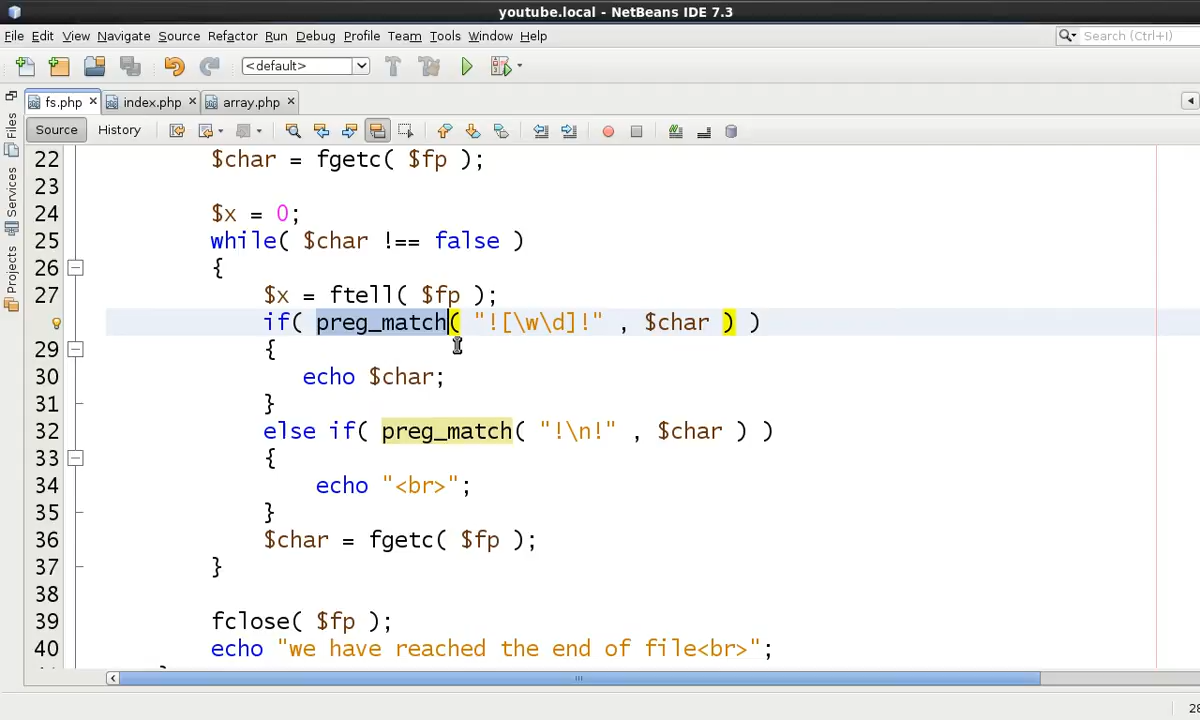 youtube.local - NetBeans IDE 7.3
File Edit View Navigate Source Refactor Run Debug Profile Team Tools Window Help
Search (Ctrl+I)
<default>
fs.php index.php array.php
Source History
Files
Services
Projects
22 $char = fgetc( $fp );
23
24 $x = 0;
25 while( $char !== false )
26 {
27 $x = ftell( $fp );
if( preg_match( "![\w\d]!" , $char ) )
29 {
30 echo $char;
31 }
32 else if( preg_match( "!\n!" , $char ) )
33 {
34 echo "<br>";
35 }
36 $char = fgetc( $fp );
37 }
38
39 fclose( $fp );
40 echo "we have reached the end of file<br>";